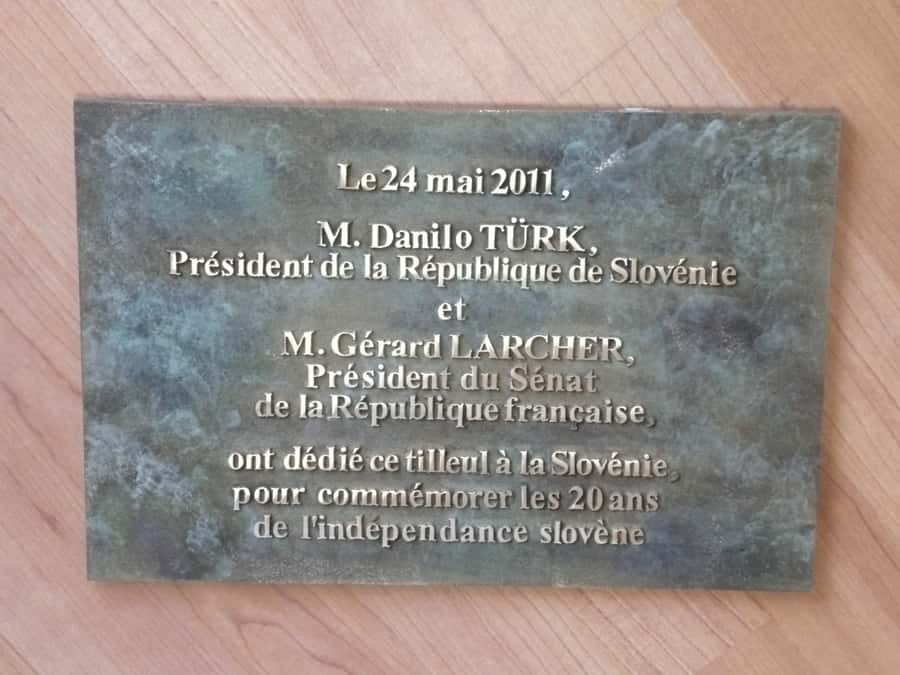 Le 24 mai 2011,
M. Danilo TÜRK,
Président de la République de Slovénie
et
M. Gérard LARCHER,
Président du Sénat
de la République française,
ont dédié ce tilleul à la Slovénie,
pour commémorer les 20 ans
de l'indépendance slovène